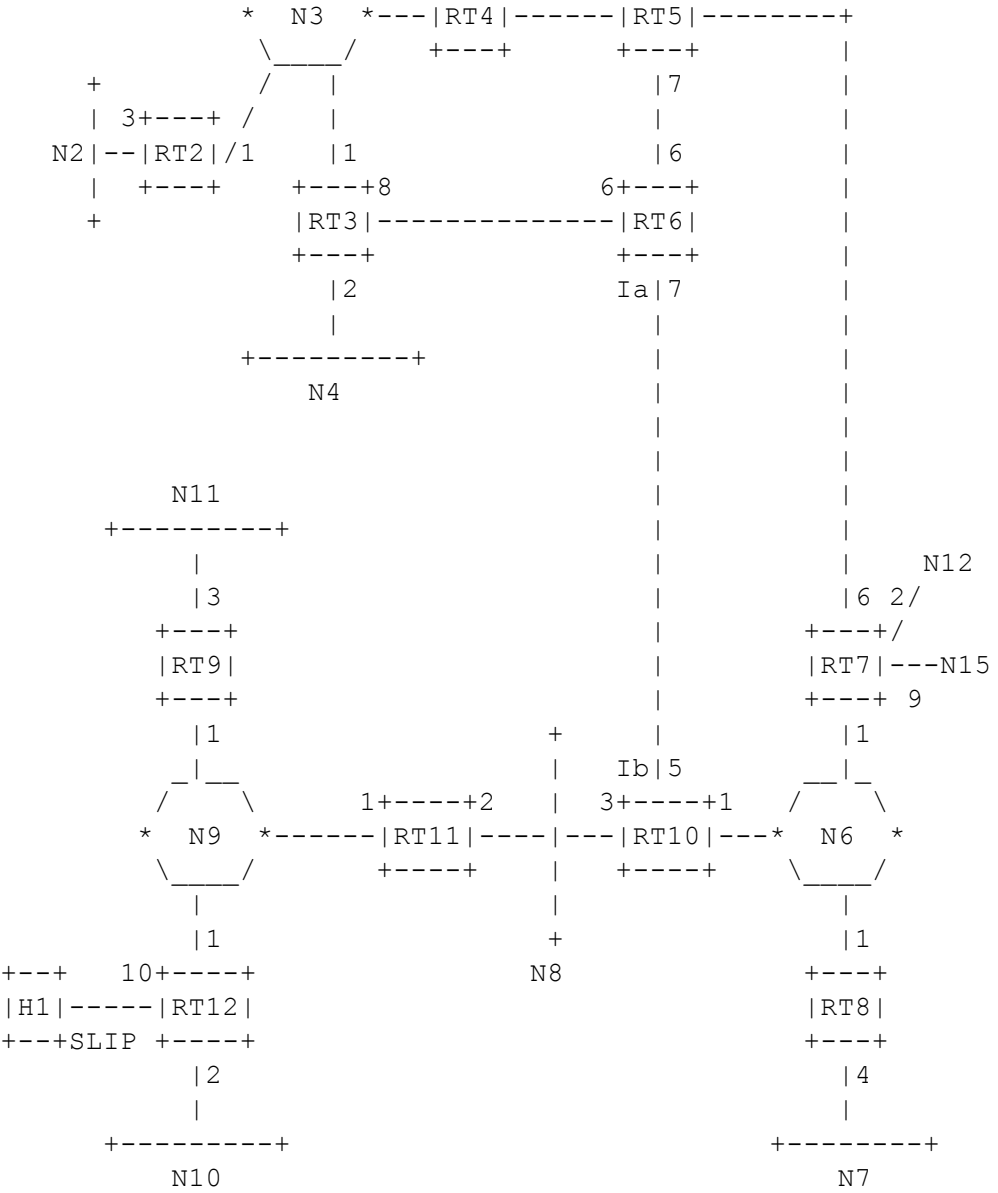 * N3 *---|RT4|------|RT5|--------+
\____/ +---+ +---+ |
+ / | |7 |
| 3+---+ / | | |
N2|--|RT2|/1 |1 |6 |
| +---+ +---+8 6+---+ |
+ |RT3|--------------|RT6| |
+---+ +---+ |
|2 Ia|7 |
| | |
+---------+ | |
N4 | |
| |
| |
N11 | |
+---------+ | |
| | | N12
|3 | |6 2/
+---+ | +---+/
|RT9| | |RT7|---N15
+---+ | +---+ 9
|1 + | |1
_|__ | Ib|5 __|_
/ \ 1+----+2 | 3+----+1 / \
* N9 *------|RT11|----|---|RT10|---* N6 *
\____/ +----+ | +----+ \____/
| | |
|1 + |1
+--+ 10+----+ N8 +---+
|H1|-----|RT12| |RT8|
+--+SLIP +----+ +---+
|2 |4
| |
+---------+ +--------+
N10 N7